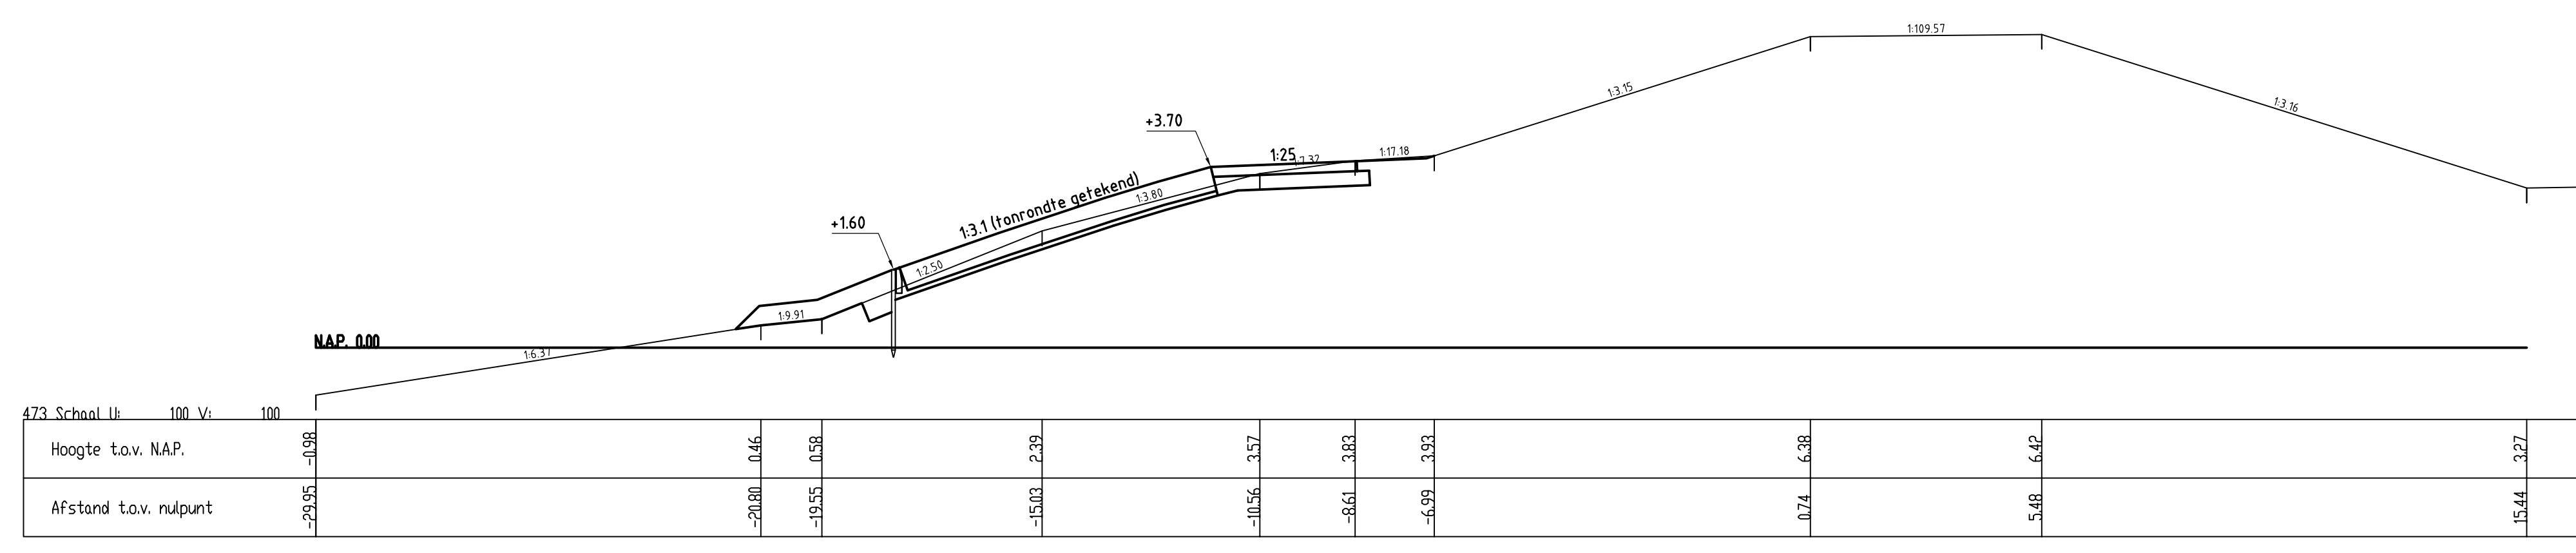 1:109.57
1:3.15
1:3.16
+3.70
1:25
1:7.32
1:17.18
1:3.1 (tonrondte getekend)
1:3.80
+1.60
1:2.50
1:9.91
N.A.P. 0.00
1:6.37
473 Schaal U: 100 V: 100
Hoogte t.o.v. N.A.P. -0.98 0.46 0.58 2.39 3.57 3.83 3.93 6.38 6.42 3.27
Afstand t.o.v. nulpunt -29.95 -20.80 -19.55 -15.03 -10.56 -8.61 -6.99 0.74 5.48 15.44